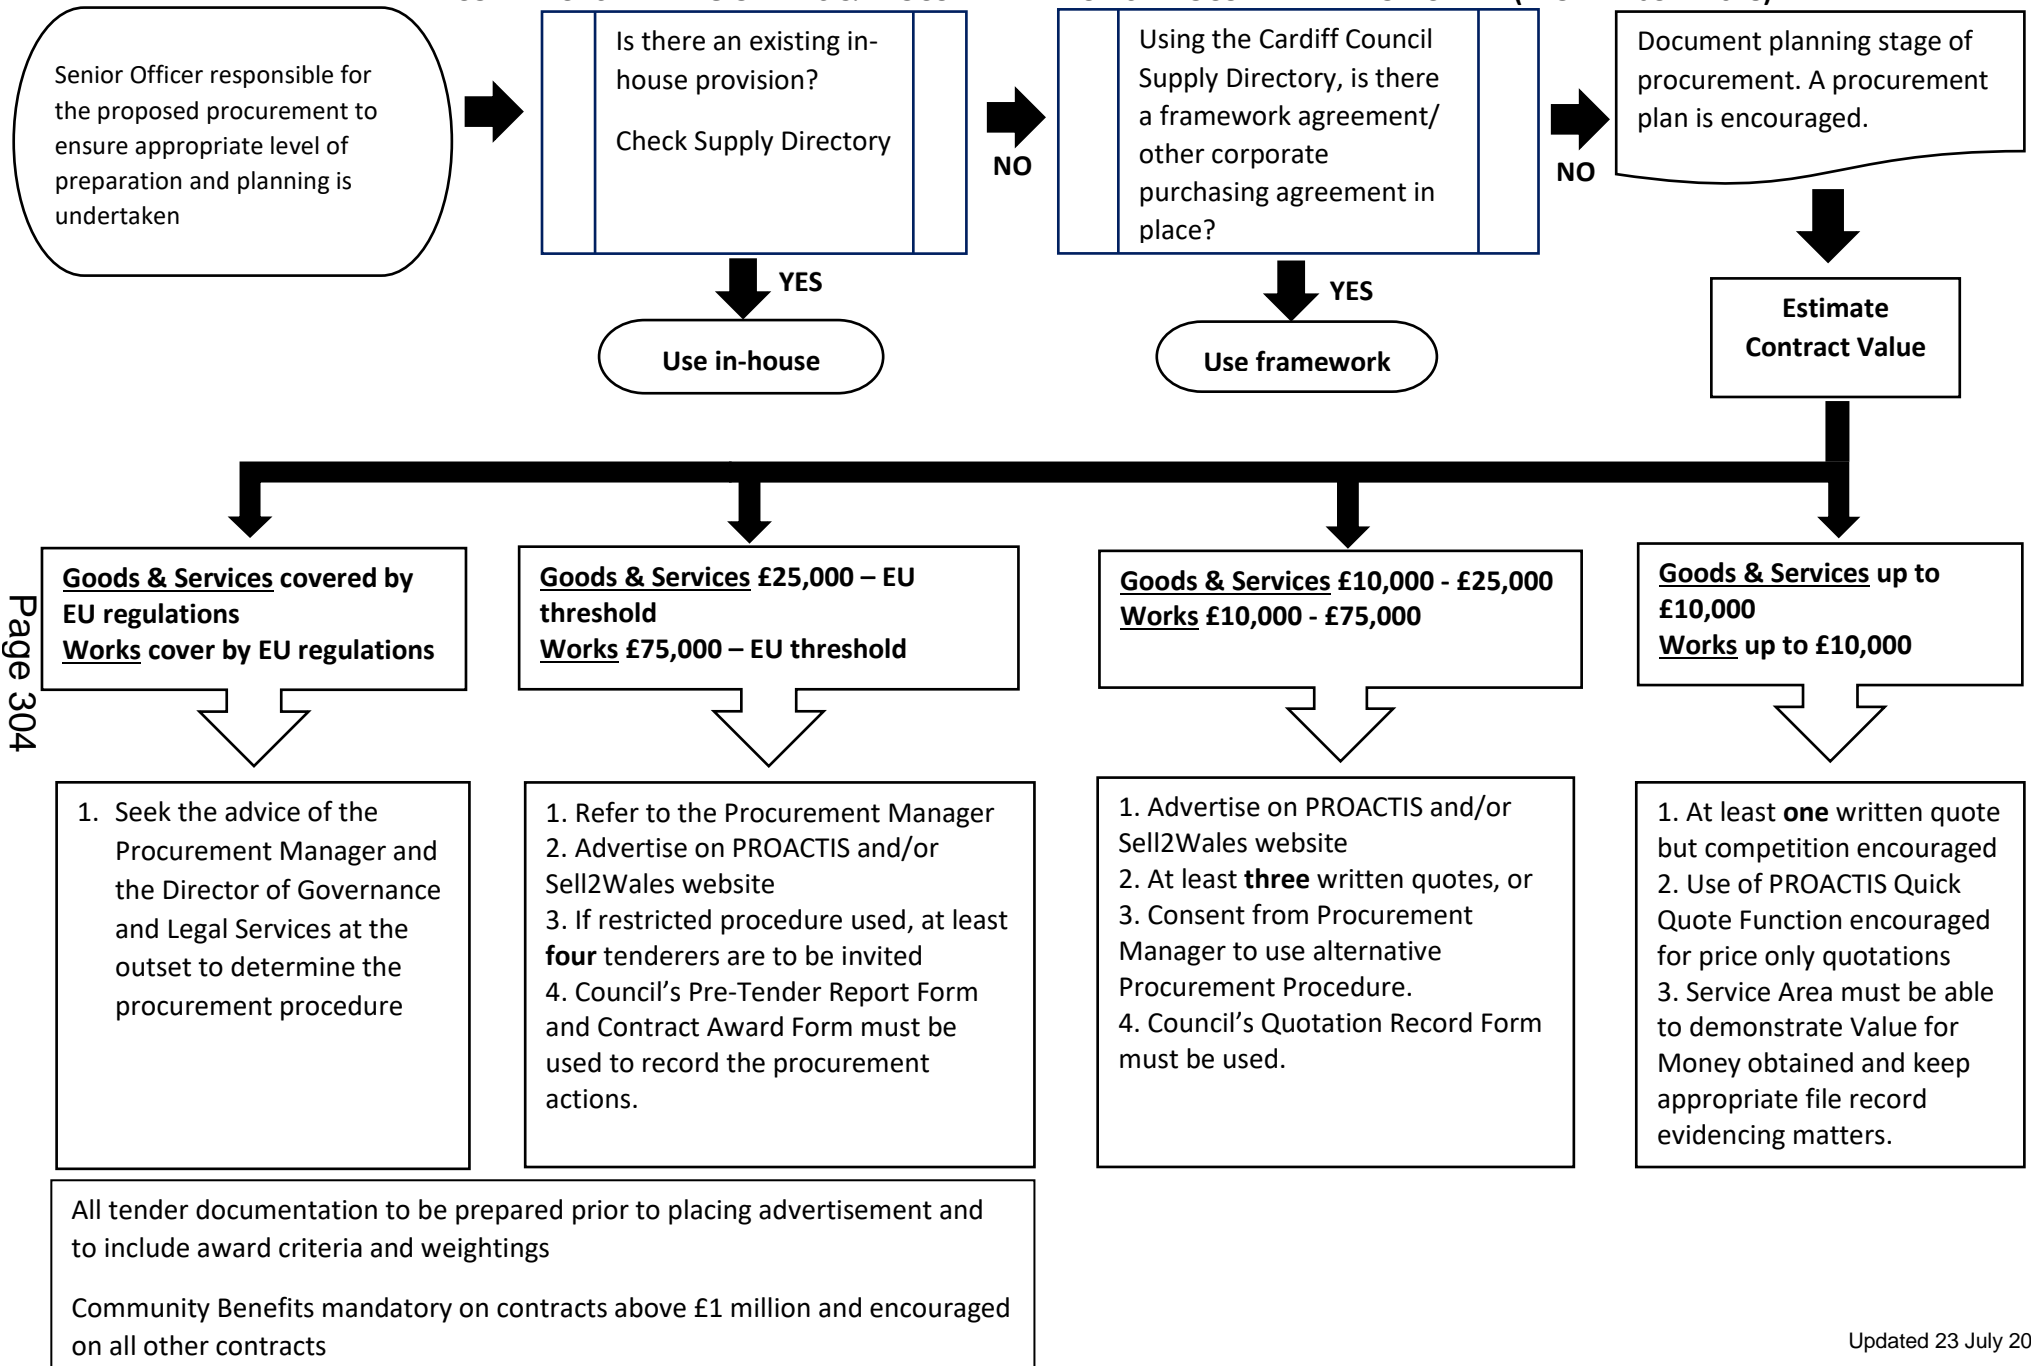 Senior Officer responsible for
the proposed procurement to
ensure appropriate level of
preparation and planning is
undertaken
Is there an existing in-
house provision?
Check Supply Directory
NO
Using the Cardiff Council
Supply Directory, is there
a framework agreement/
other corporate
purchasing agreement in
place?
NO
Document planning stage of
procurement. A procurement
plan is encouraged.
YES
Use in-house
YES
Use framework
Estimate
Contract Value
Goods & Services covered by
EU regulations
Works cover by EU regulations
Goods & Services £25,000 – EU
threshold
Works £75,000 – EU threshold
Goods & Services £10,000 - £25,000
Works £10,000 - £75,000
Goods & Services up to
£10,000
Works up to £10,000
Page 304
1. Seek the advice of the
Procurement Manager and
the Director of Governance
and Legal Services at the
outset to determine the
procurement procedure
1. Refer to the Procurement Manager
2. Advertise on PROACTIS and/or
Sell2Wales website
3. If restricted procedure used, at least
four tenderers are to be invited
4. Council’s Pre-Tender Report Form
and Contract Award Form must be
used to record the procurement
actions.
1. Advertise on PROACTIS and/or
Sell2Wales website
2. At least three written quotes, or
3. Consent from Procurement
Manager to use alternative
Procurement Procedure.
4. Council’s Quotation Record Form
must be used.
1. At least one written quote
but competition encouraged
2. Use of PROACTIS Quick
Quote Function encouraged
for price only quotations
3. Service Area must be able
to demonstrate Value for
Money obtained and keep
appropriate file record
evidencing matters.
All tender documentation to be prepared prior to placing advertisement and
to include award criteria and weightings
Community Benefits mandatory on contracts above £1 million and encouraged
on all other contracts
Updated 23 July 20